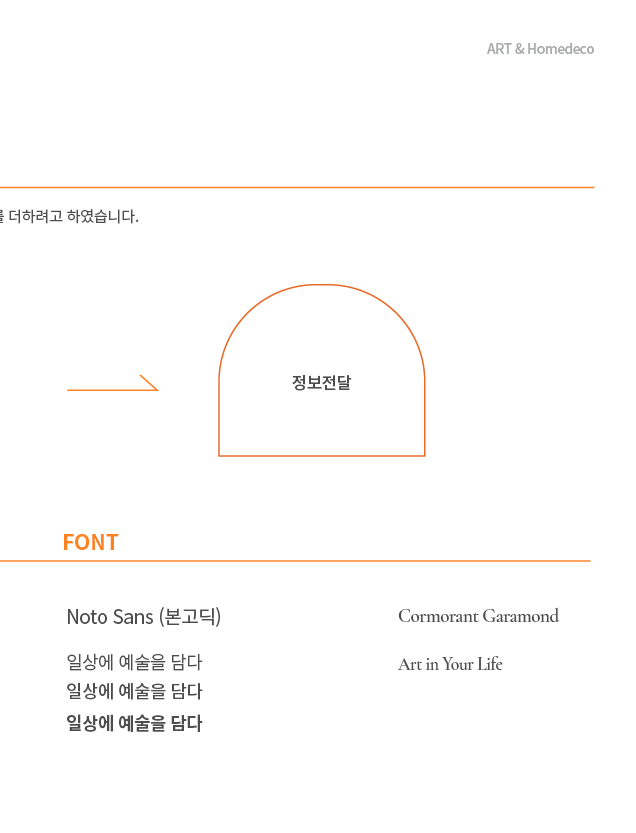 ART & Homedeco
를 더하려고 하였습니다.
정보전달
FONT
Noto Sans (본고딕)
Cormorant Garamond
일상에 예술을 담다
Art in Your Life
일상에 예술을 담다
일상에 예술을 담다